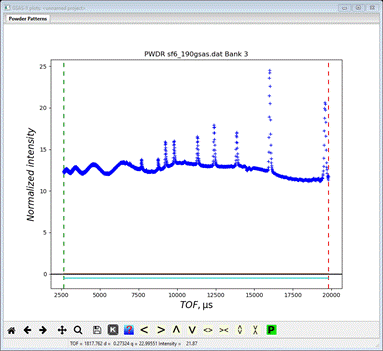 GSAS-II plots: <unnamed project>
Powder Patterns
PWDR sf6_190gsas.dat Bank 3
25
20
15
10
5
0
Normalized intensity
2500 5000 7500 10000 12500 15000 17500 20000
TOF, μs
K
P
TOF = 1817.762 d = 0.27324 q = 22.99551 Intensity = 21.87